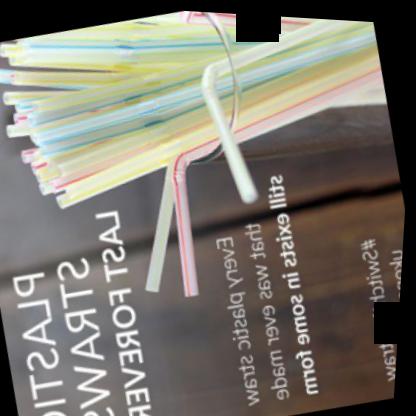 PLASTIC
STRAWS
LAST FOREVER
Every plastic straw
that was ever made
still exists in some form